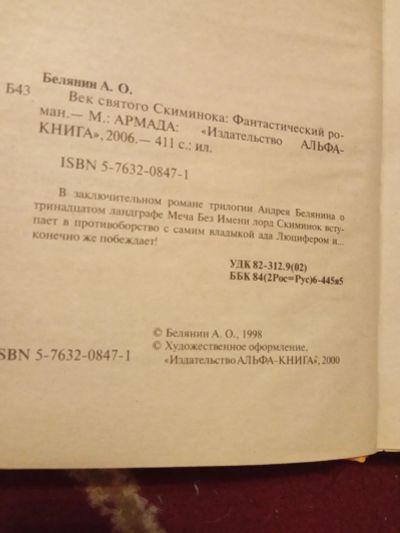 Белянин А. О.
Б43
Век святого Скиминока: Фантастический ро-
ман.— М.: АРМАДА: «Издательство АЛЬФА-
КНИГА», 2006.— 411 с.: ил.
ISBN 5-7632-0847-1
В заключительном романе трилогии Андрея Белянина о
тринадцатом ландграфе Меча Без Имени лорд Скиминок всту-
пает в противоборство с самим владыкой ада Люцифером и...
конечно же побеждает!
УДК 82-312.9(02)
ББК 84(2Рос=Рус)6-445я5
© Белянин А. О., 1998
© Художественное оформление,
ISBN 5-7632-0847-1
«Издательство АЛЬФА-КНИГА», 2000